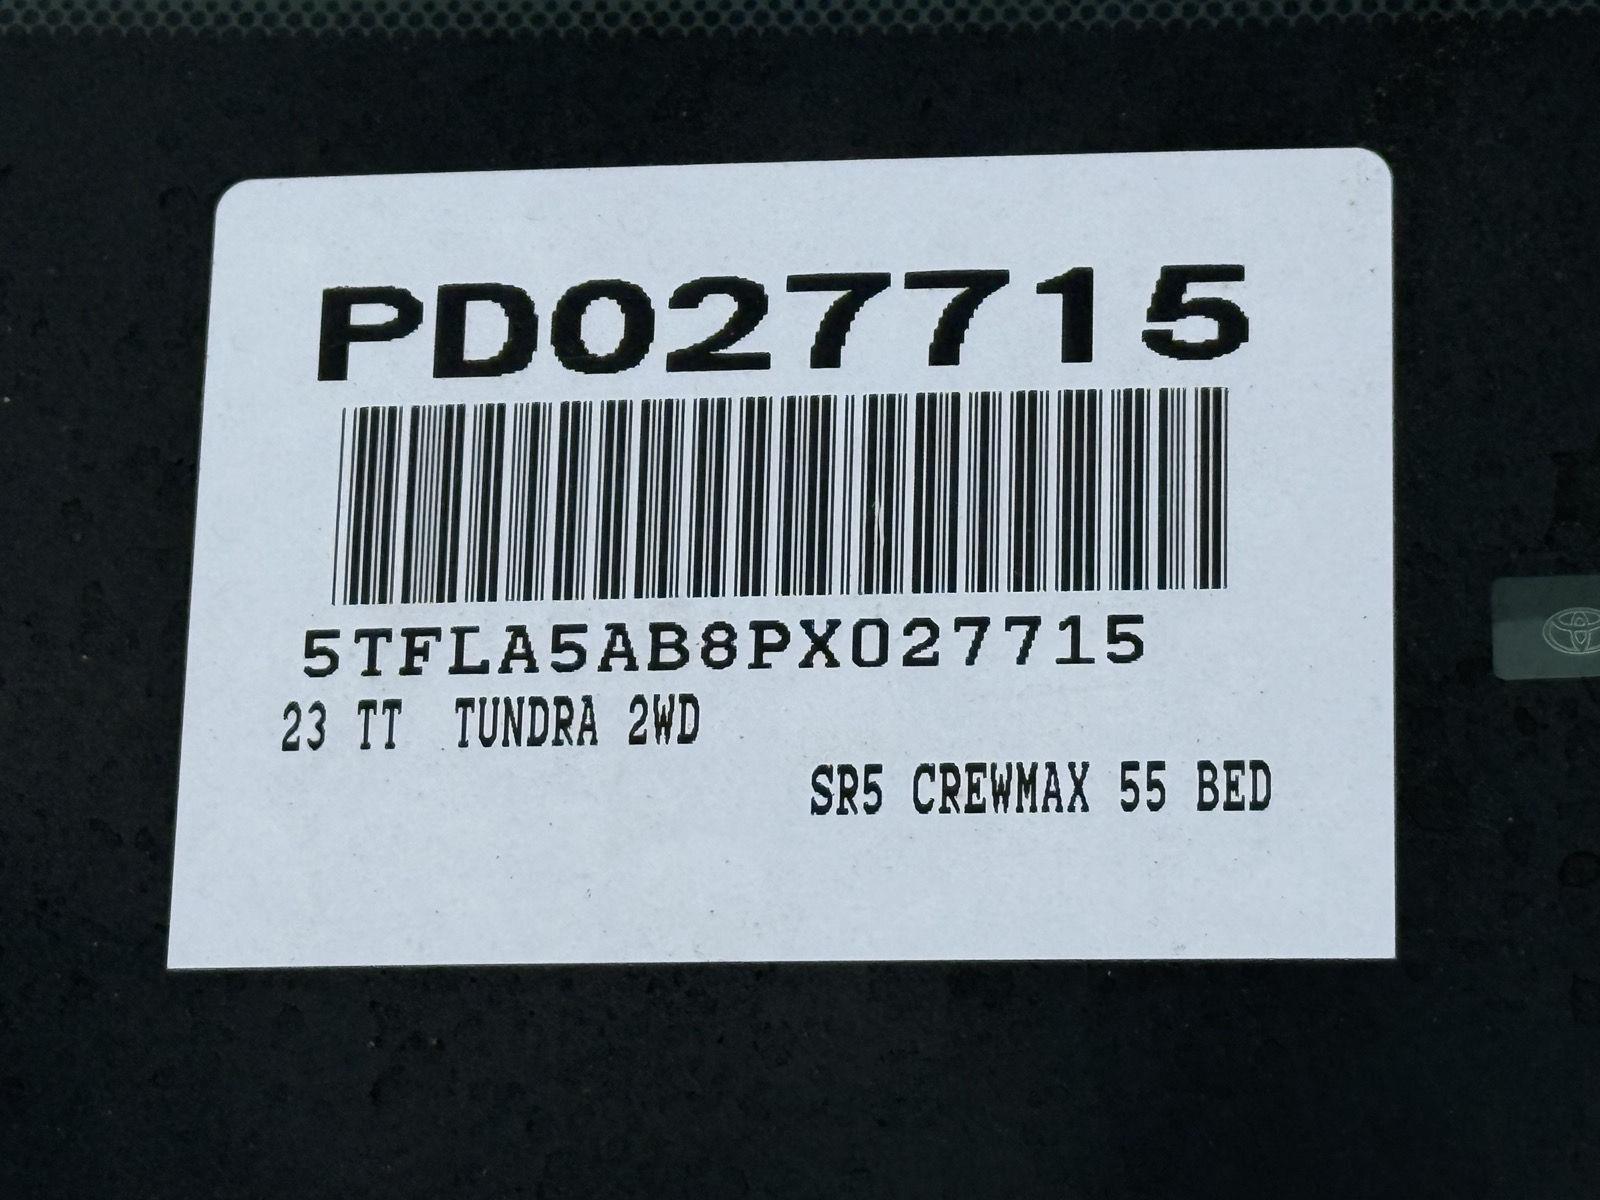 PD027715
5TFLA5AB8PX027715
23 TT TUNDRA 2WD
SR5 CREWMAX 55 BED